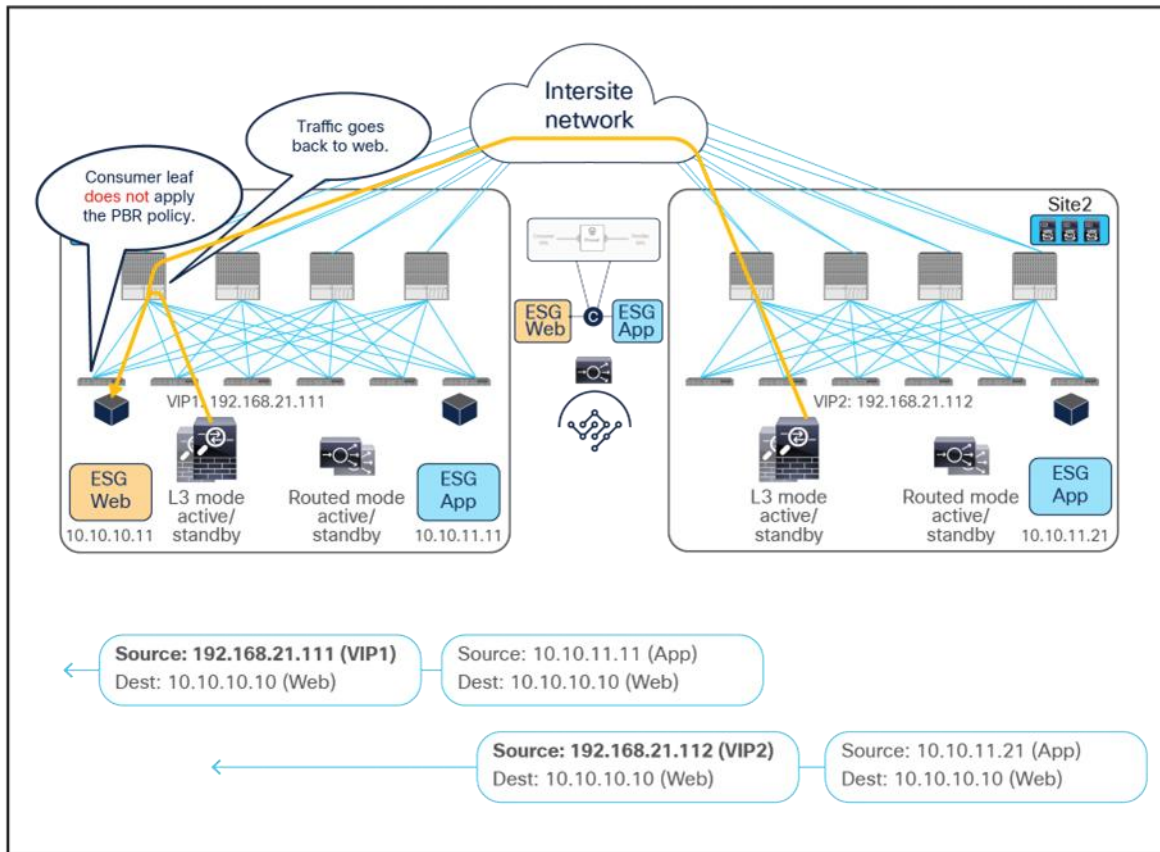 Intersite
network
Traffic goes
back to web.
Consumer leaf
does not apply
the PBR policy.
Site2
ESG
Web
C
ESG
App
VIP1: 192.168.21.111
VIP2: 192.168.21.112
ESG
Web
10.10.10.11
L3 mode
active/
standby
Routed mode
active/
standby
ESG
App
10.10.11.11
L3 mode
active/
standby
Routed mode
active/
standby
ESG
App
10.10.11.21
Source: 192.168.21.111 (VIP1)
Dest: 10.10.10.10 (Web)
Source: 10.10.11.11 (App)
Dest: 10.10.10.10 (Web)
Source: 192.168.21.112 (VIP2)
Dest: 10.10.10.10 (Web)
Source: 10.10.11.21 (App)
Dest: 10.10.10.10 (Web)